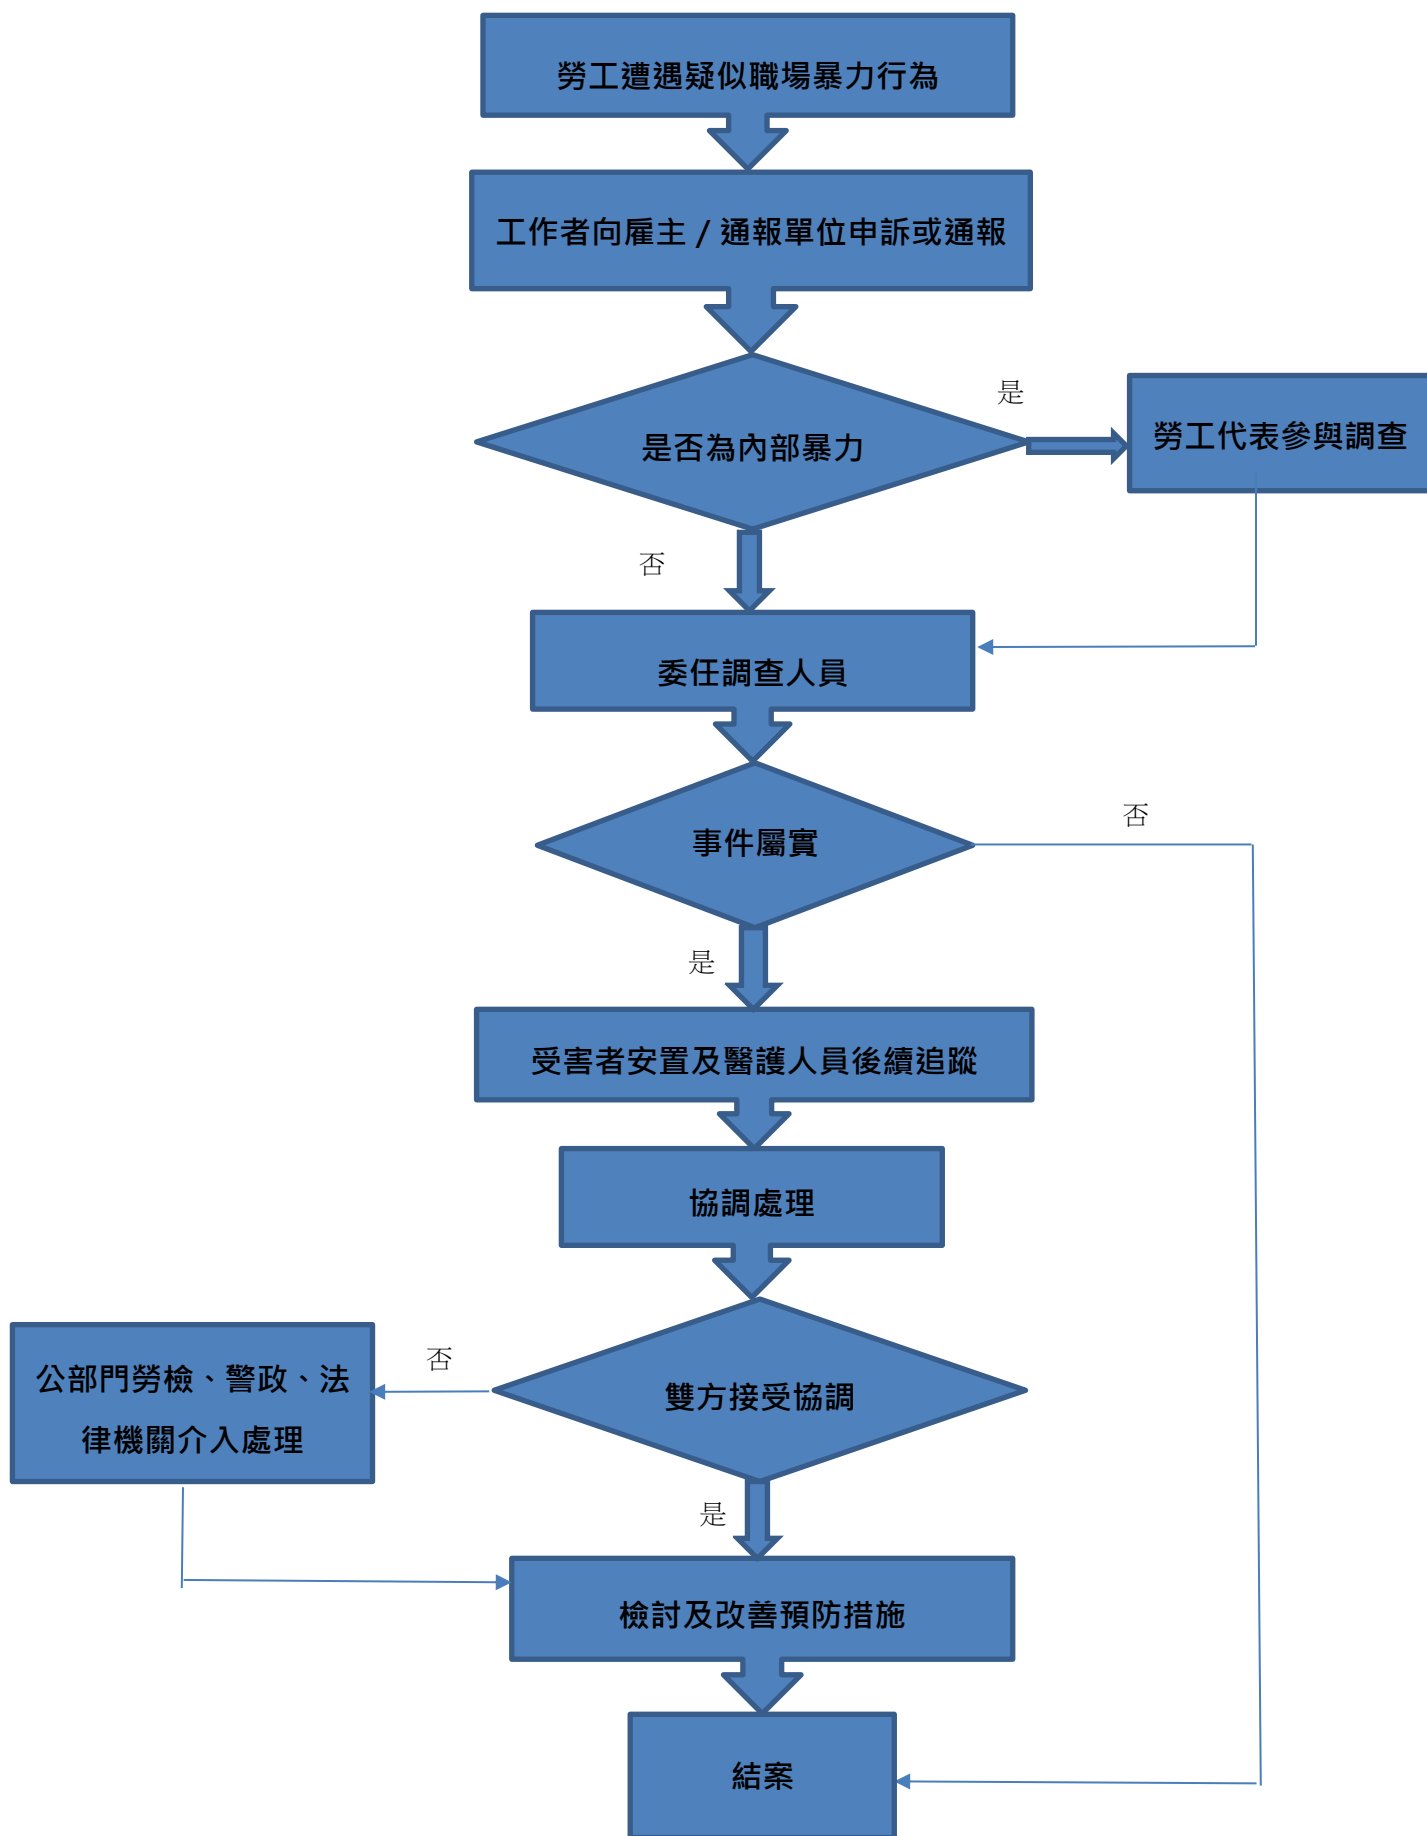 勞工遭遇疑似職場暴力行為
工作者向雇主 / 通報單位申訴或通報
是否為內部暴力
是
勞工代表參與調查
否
委任調查人員
事件屬實
否
是
受害者安置及醫護人員後續追蹤
協調處理
雙方接受協調
否
公部門勞檢、警政、法
律機關介入處理
是
檢討及改善預防措施
結案